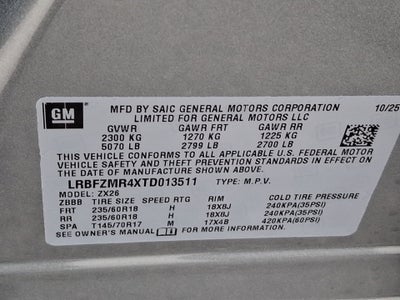 GM
MFD BY SAIC GENERAL MOTORS CORPORATION 10/25
LIMITED FOR GENERAL MOTORS LLC
GVWR GAWR FRT GAWR RR
2300 KG 1270 KG 1225 KG
5070 LB 2799 LB 2700 LB
THIS VEHICLE CONFORMS TO ALL APPLICABLE U.S. FEDERAL MOTOR
VEHICLE SAFETY AND THEFT PREVENTION STANDARDS IN EFFECT ON THE
DATE OF MANUFACTURE SHOWN ABOVE.
LRBFZMR4XTD013511 TYPE: M.P.V.
MODEL: ZX26
ZBBB TIRE SIZE SPEED RTG RIM COLD TIRE PRESSURE
FRT 235/60R18 H 18X8J 240KPA(35PSI)
RR 235/60R18 H 18X8J 240KPA(35PSI)
SPA T145/70R17 M 17X4B 420KPA(60PSI)
SEE OWNER'S MANUAL FOR MORE INFORMATION.